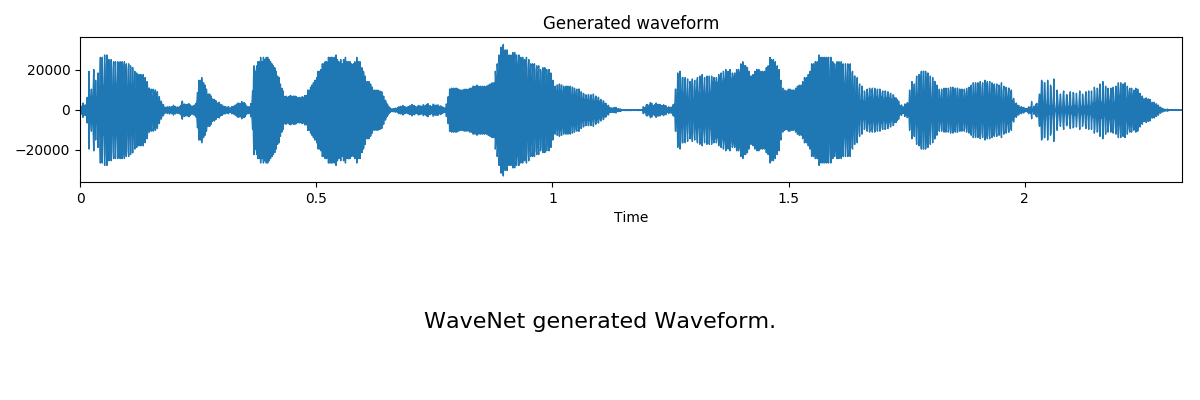 Generated waveform
20000
0
−20000
0 0.5 1 1.5 2
Time
WaveNet generated Waveform.